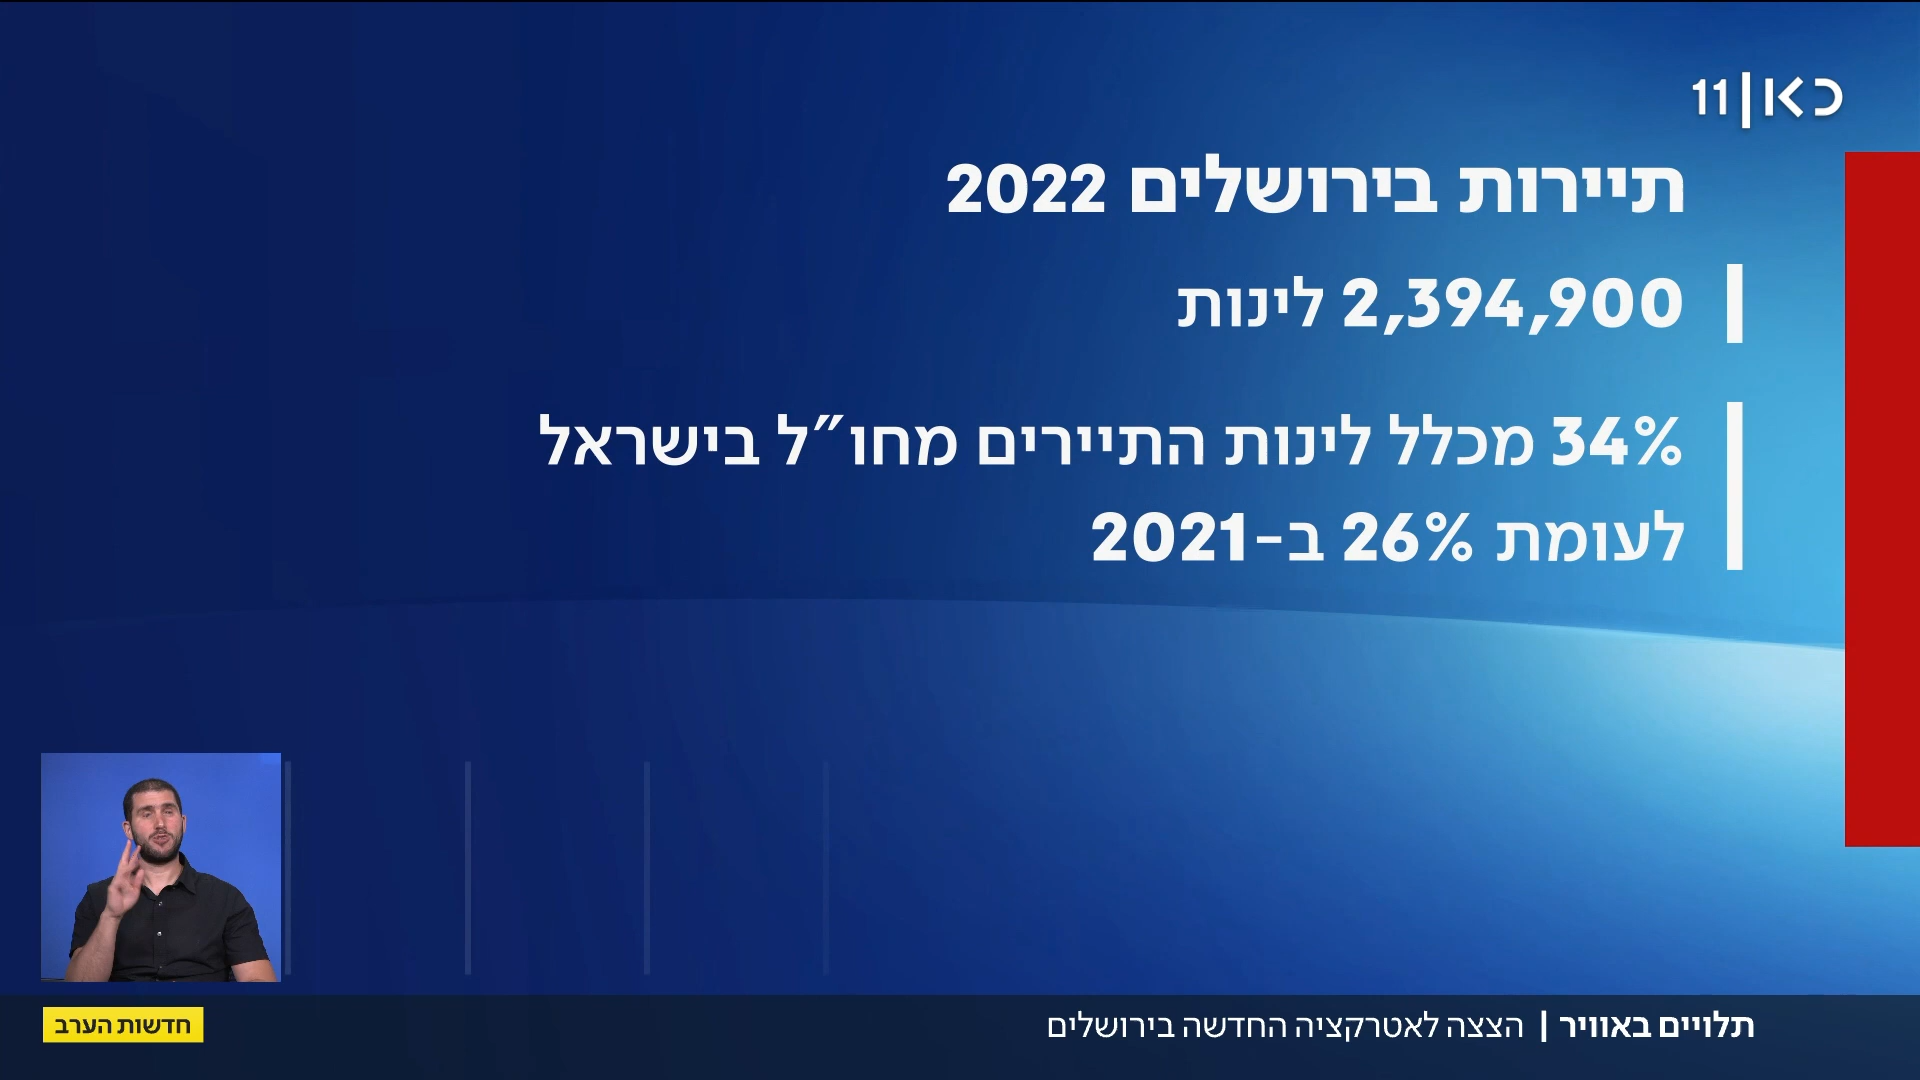 כאן | 11
תיירות בירושלים 2022
2,394,900 לינות
34% מכלל לינות התיירים מחו״ל בישראל
לעומת 26% ב-2021
תלויים באוויר | הצצה לאטרקציה החדשה בירושלים
חדשות הערב